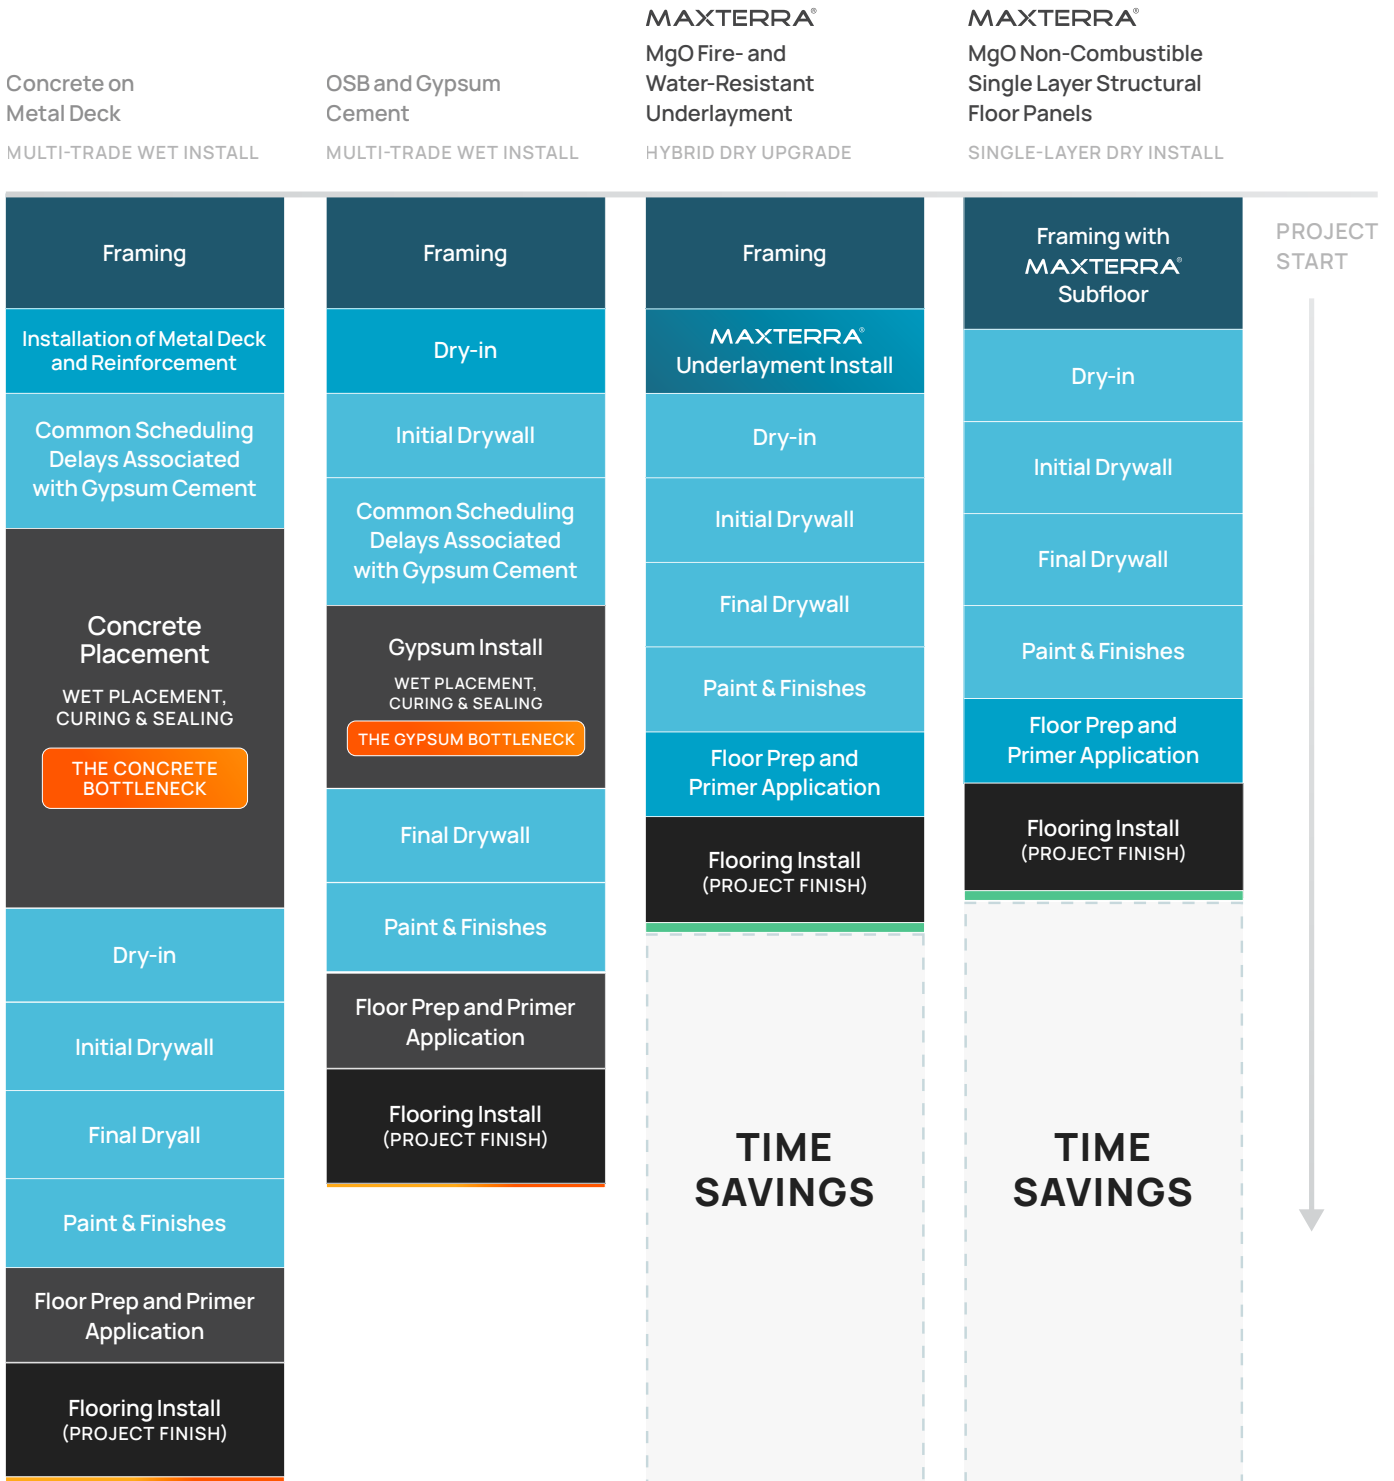 Concrete on
Metal Deck
MULTI-TRADE WET INSTALL
OSB and Gypsum
Cement
MULTI-TRADE WET INSTALL
MAXTERRA®
MgO Fire- and
Water-Resistant
Underlayment
HYBRID DRY UPGRADE
MAXTERRA®
MgO Non-Combustible
Single Layer Structural
Floor Panels
SINGLE-LAYER DRY INSTALL
Framing
Installation of Metal Deck
and Reinforcement
Common Scheduling
Delays Associated
with Gypsum Cement
Concrete
Placement
WET PLACEMENT,
CURING & SEALING
THE CONCRETE
BOTTLENECK
Dry-in
Initial Drywall
Final Dryall
Paint & Finishes
Floor Prep and Primer
Application
Flooring Install
(PROJECT FINISH)
Framing
Dry-in
Initial Drywall
Common Scheduling
Delays Associated
with Gypsum Cement
Gypsum Install
WET PLACEMENT,
CURING & SEALING
THE GYPSUM BOTTLENECK
Final Drywall
Paint & Finishes
Floor Prep and Primer
Application
Flooring Install
(PROJECT FINISH)
Framing
MAXTERRA®
Underlayment Install
Dry-in
Initial Drywall
Final Drywall
Paint & Finishes
Floor Prep and
Primer Application
Flooring Install
(PROJECT FINISH)
TIME
SAVINGS
Framing with
MAXTERRA®
Subfloor
Dry-in
Initial Drywall
Final Drywall
Paint & Finishes
Floor Prep and
Primer Application
Flooring Install
(PROJECT FINISH)
TIME
SAVINGS
PROJECT
START